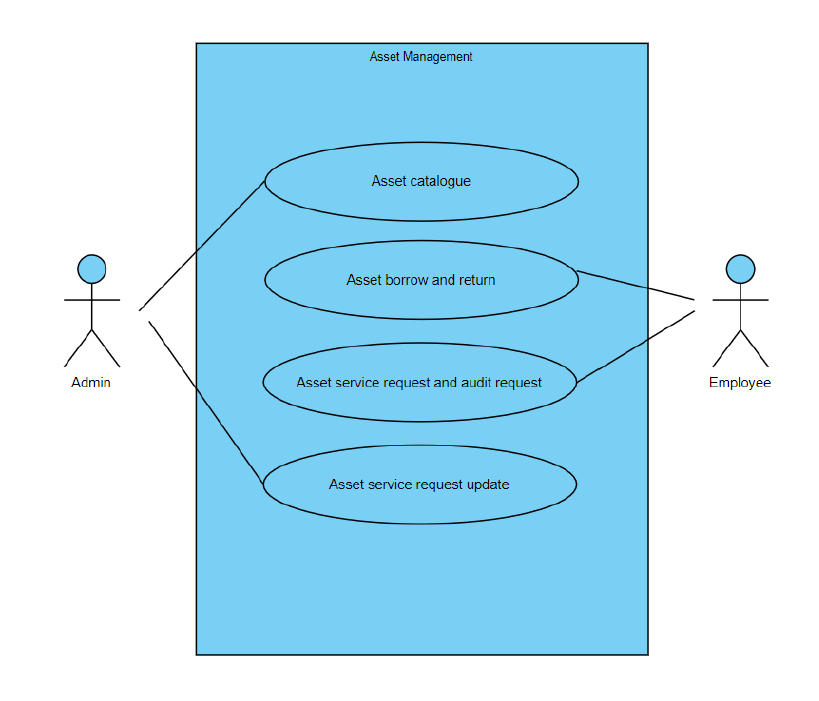 Asset Management
Asset catalogue
Asset borrow and return
Asset service request and audit request
Admin
Employee
Asset service request update